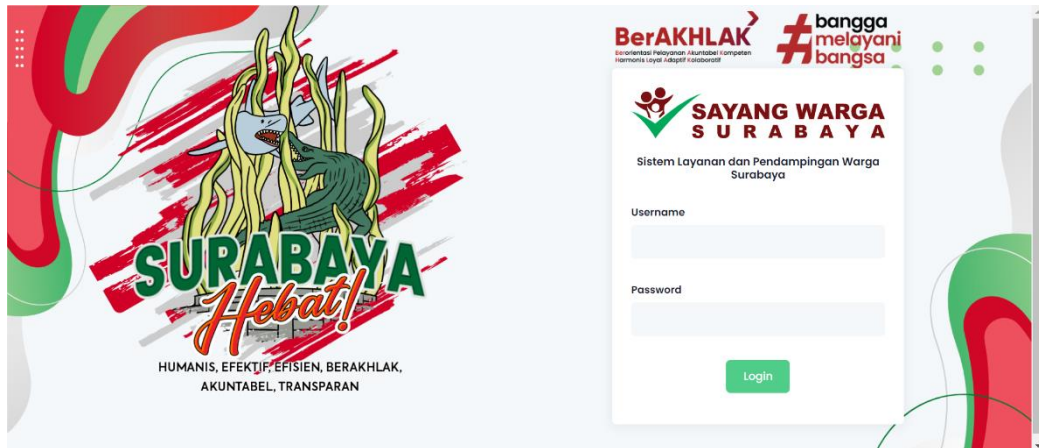 SURABAYA
Hebat!
HUMANIS, EFEKTIF, EFISIEN, BERAKHLAK,
AKUNTABEL, TRANSPARAN
BerAKHLAK
Berorientasi Pelayanan Akuntabel Kompeten
Harmonis Loyal Adaptif Kolaboratif
# bangga
melayani
bangsa
SAYANG WARGA
SURABAYA
Sistem Layanan dan Pendampingan Warga
Surabaya
Username
Password
Login